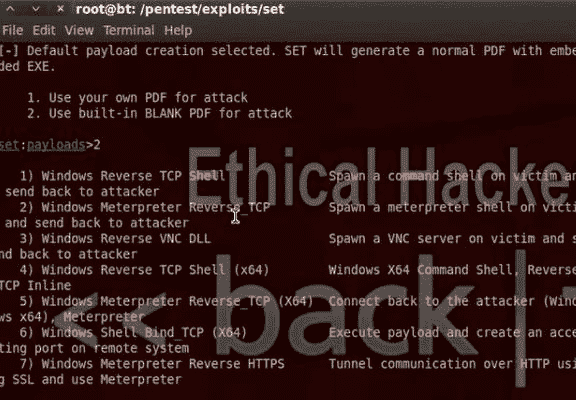 root@bt: /pentest/exploits/set
File Edit View Terminal Help
[-] Default payload creation selected. SET will generate a normal PDF with embe
ded EXE.
1. Use your own PDF for attack
2. Use built-in BLANK PDF for attack
set:payloads>2
1) Windows Reverse TCP Shell Spawn a command shell on victim an
send back to attacker
2) Windows Meterpreter Reverse_TCP Spawn a meterpreter shell on victi
and send back to attacker
3) Windows Reverse VNC DLL Spawn a VNC server on victim and s
nd back to attacker
4) Windows Reverse TCP Shell (x64) Windows X64 Command Shell, Reverse
TCP Inline
5) Windows Meterpreter Reverse_TCP (X64) Connect back to the attacker (Wind
ws x64), Meterpreter
6) Windows Shell Bind_TCP (X64) Execute payload and create an acce
ting port on remote system
7) Windows Meterpreter Reverse HTTPS Tunnel communication over HTTP usi
g SSL and use Meterpreter
Ethical Hacke
<< back | t